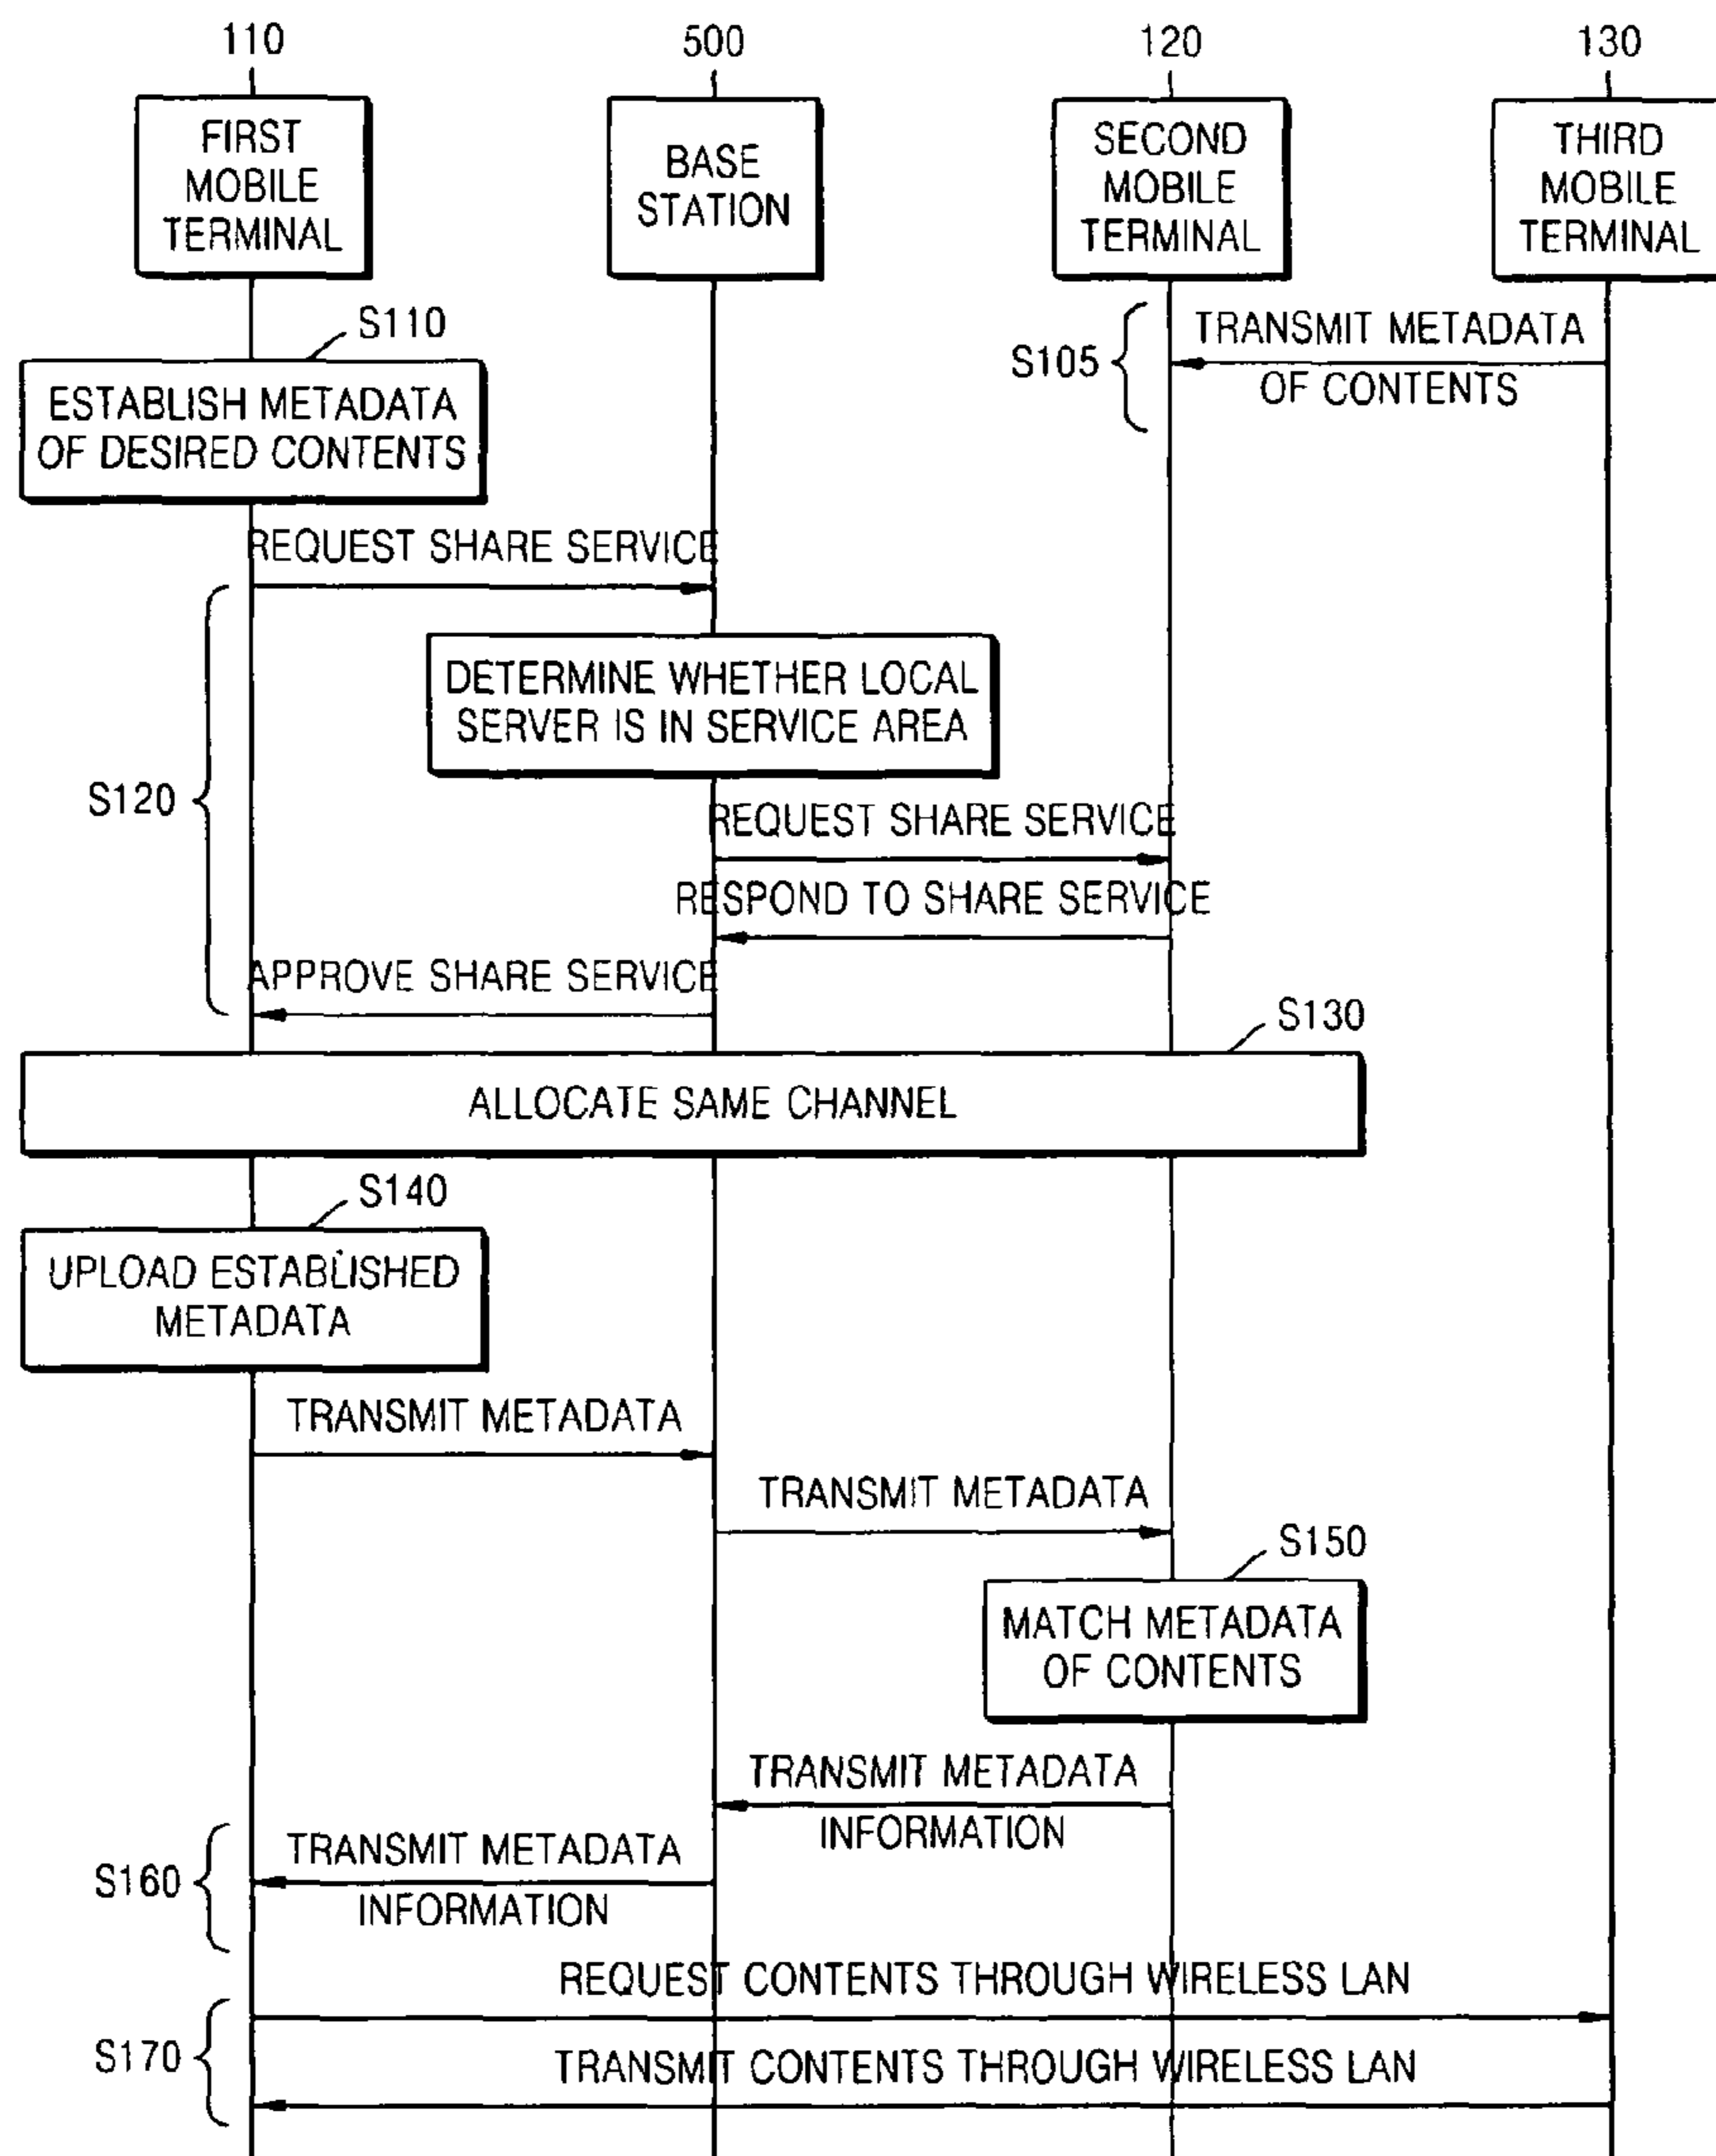 110
500
120
130
FIRST
MOBILE
TERMINAL
BASE
STATION
SECOND
MOBILE
TERMINAL
THIRD
MOBILE
TERMINAL
S110
S105
TRANSMIT METADATA
OF CONTENTS
ESTABLISH METADATA
OF DESIRED CONTENTS
REQUEST SHARE SERVICE
DETERMINE WHETHER LOCAL
SERVER IS IN SERVICE AREA
S120
REQUEST SHARE SERVICE
RESPOND TO SHARE SERVICE
APPROVE SHARE SERVICE
S130
ALLOCATE SAME CHANNEL
S140
UPLOAD ESTABLISHED
METADATA
TRANSMIT METADATA
TRANSMIT METADATA
S150
MATCH METADATA
OF CONTENTS
TRANSMIT METADATA
INFORMATION
S160
TRANSMIT METADATA
INFORMATION
REQUEST CONTENTS THROUGH WIRELESS LAN
S170
TRANSMIT CONTENTS THROUGH WIRELESS LAN